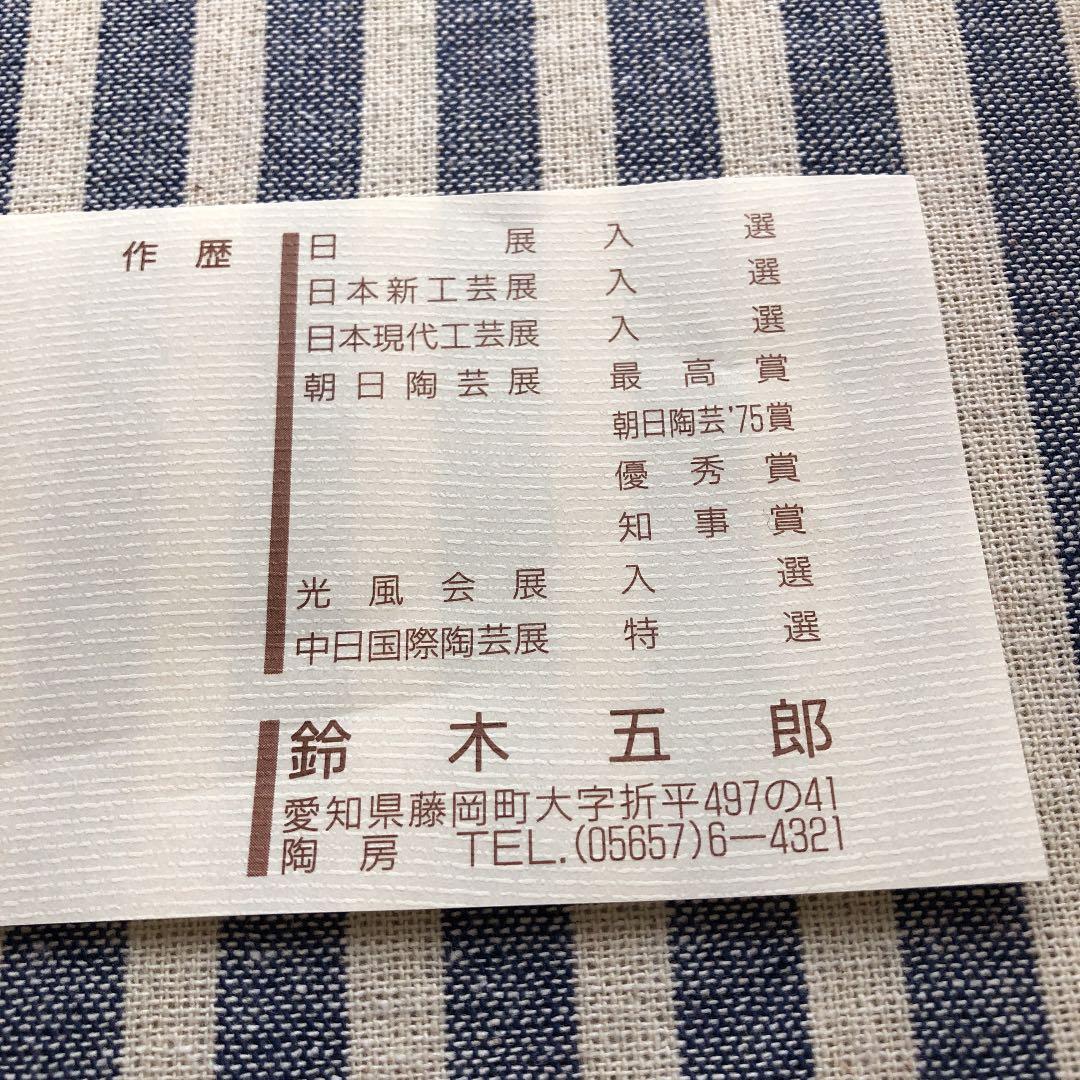 作歴
日展 入選
日本新工芸展 入選
日本現代工芸展 入選
朝日陶芸展 最高賞
朝日陶芸'75賞
優秀賞
知事賞
光風会展 入選
中日国際陶芸展 特選
鈴木五郎
愛知県藤岡町大字折平497の41
陶房 TEL.(05657)6-4321